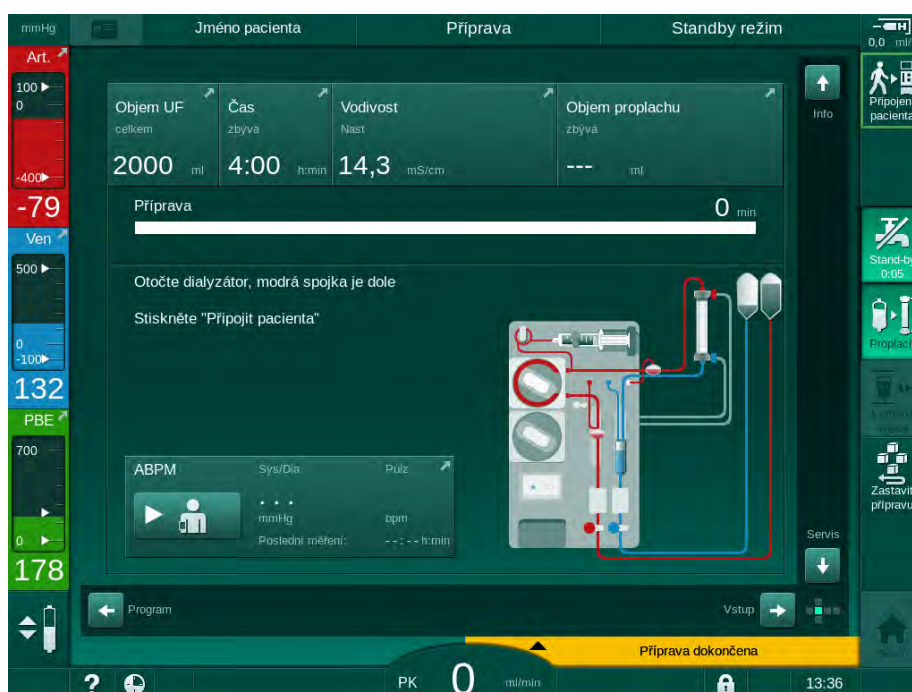 mmHg
Jméno pacienta
Příprava
Standby režim
0,0 ml/
Art.
100
0
-400
-79
Ven
500
0
-100
132
PBE
700
0
178
Objem UF
celkem
2000 ml
Čas
zbývá
4:00 h:min
Vodivost
Nast
14,3 mS/cm
Objem proplachu
zbývá
--- ml
Příprava
0 min
Otočte dialyzátor, modrá spojka je dole
Stiskněte "Připojit pacienta"
ABPM
Sys/Dia
Pulz
. . .
mmHg
bpm
Poslední měření:
--:-- h:min
Info
Servis
Program
Vstup
Připojen
pacienta
Stand-by
0:05
Proplach
Zastavit
přípravu
Příprava dokončena
?
PK
0
ml/min
13:36